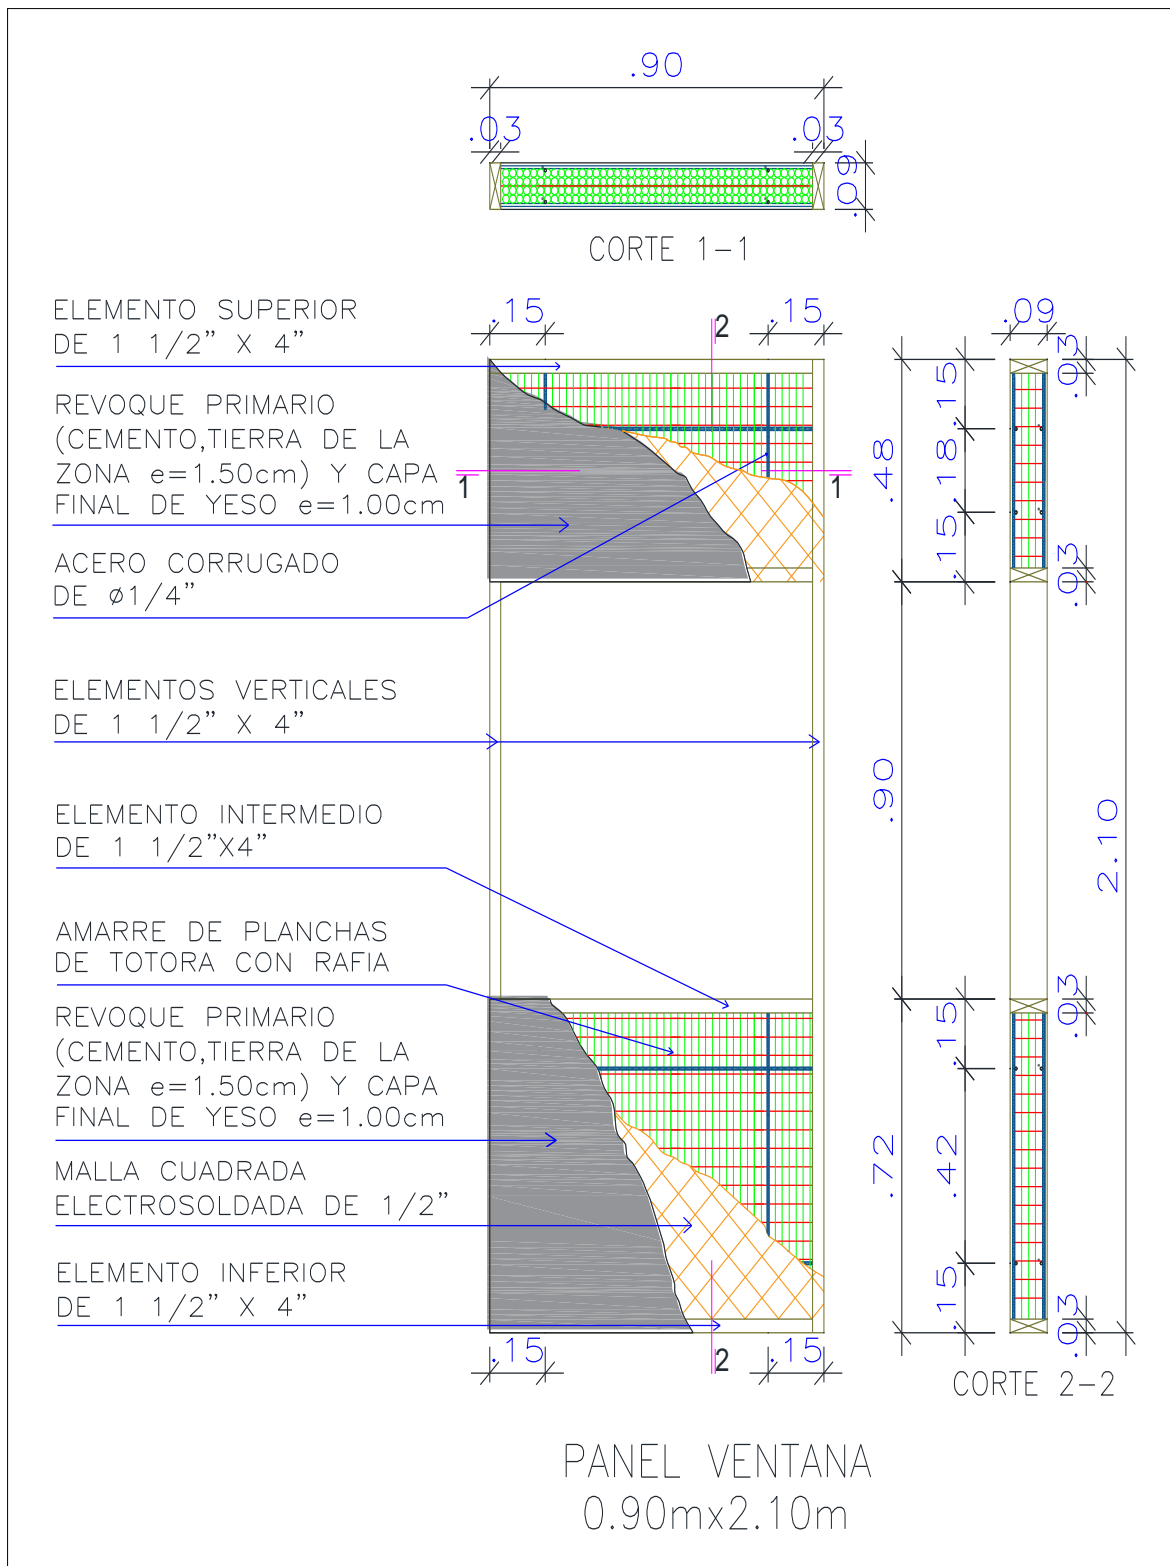 .90
.03
.03
.09
CORTE 1-1
ELEMENTO SUPERIOR
DE 1 1/2" X 4"
REVOQUE PRIMARIO
(CEMENTO,TIERRA DE LA
ZONA e=1.50cm) Y CAPA
FINAL DE YESO e=1.00cm
ACERO CORRUGADO
DE ø1/4"
ELEMENTOS VERTICALES
DE 1 1/2" X 4"
ELEMENTO INTERMEDIO
DE 1 1/2"X4"
AMARRE DE PLANCHAS
DE TOTORA CON RAFIA
REVOQUE PRIMARIO
(CEMENTO,TIERRA DE LA
ZONA e=1.50cm) Y CAPA
FINAL DE YESO e=1.00cm
MALLA CUADRADA
ELECTROSOLDADA DE 1/2"
ELEMENTO INFERIOR
DE 1 1/2" X 4"
.15
2
.15
1
1
.15
2
.15
.48
.90
.72
.15
.18
.15
.15
.42
.15
.09
.03
.03
.03
.03
2.10
CORTE 2-2
PANEL VENTANA
0.90mx2.10m